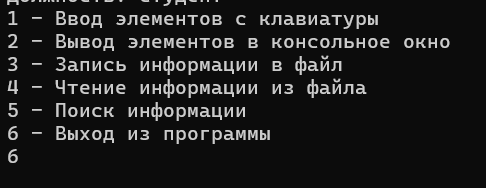 должность: Студент
1 – Ввод элементов с клавиатуры
2 – Вывод элементов в консольное окно
3 – Запись информации в файл
4 – Чтение информации из файла
5 – Поиск информации
6 – Выход из программы
6